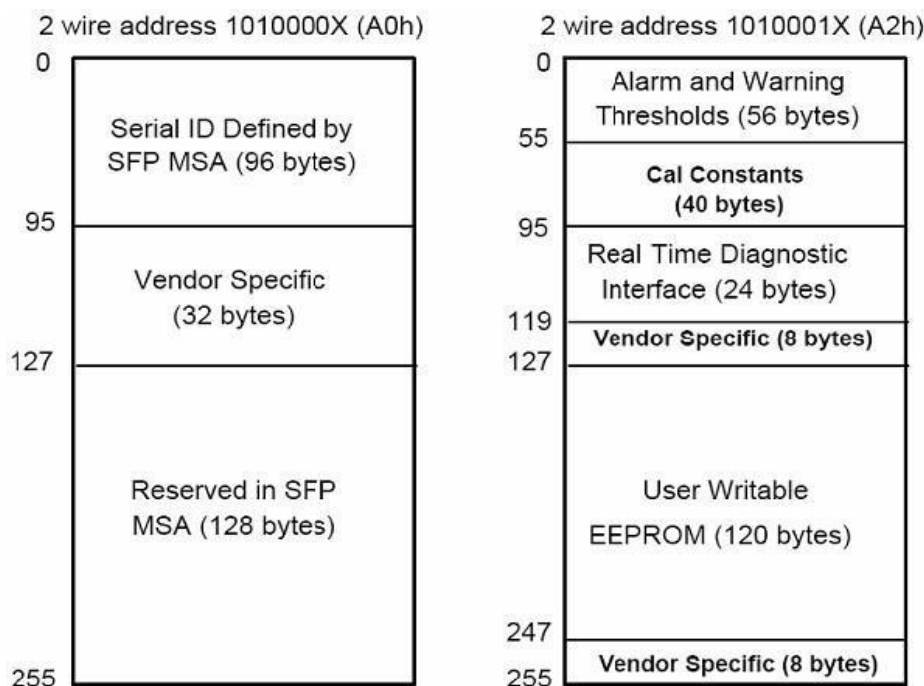 2 wire address 1010000X (A0h)
0
Serial ID Defined by
SFP MSA (96 bytes)
95
Vendor Specific
(32 bytes)
127
Reserved in SFP
MSA (128 bytes)
255
2 wire address 1010001X (A2h)
0
Alarm and Warning
Thresholds (56 bytes)
55
Cal Constants
(40 bytes)
95
Real Time Diagnostic
Interface (24 bytes)
119
Vendor Specific (8 bytes)
127
User Writable
EEPROM (120 bytes)
247
Vendor Specific (8 bytes)
255